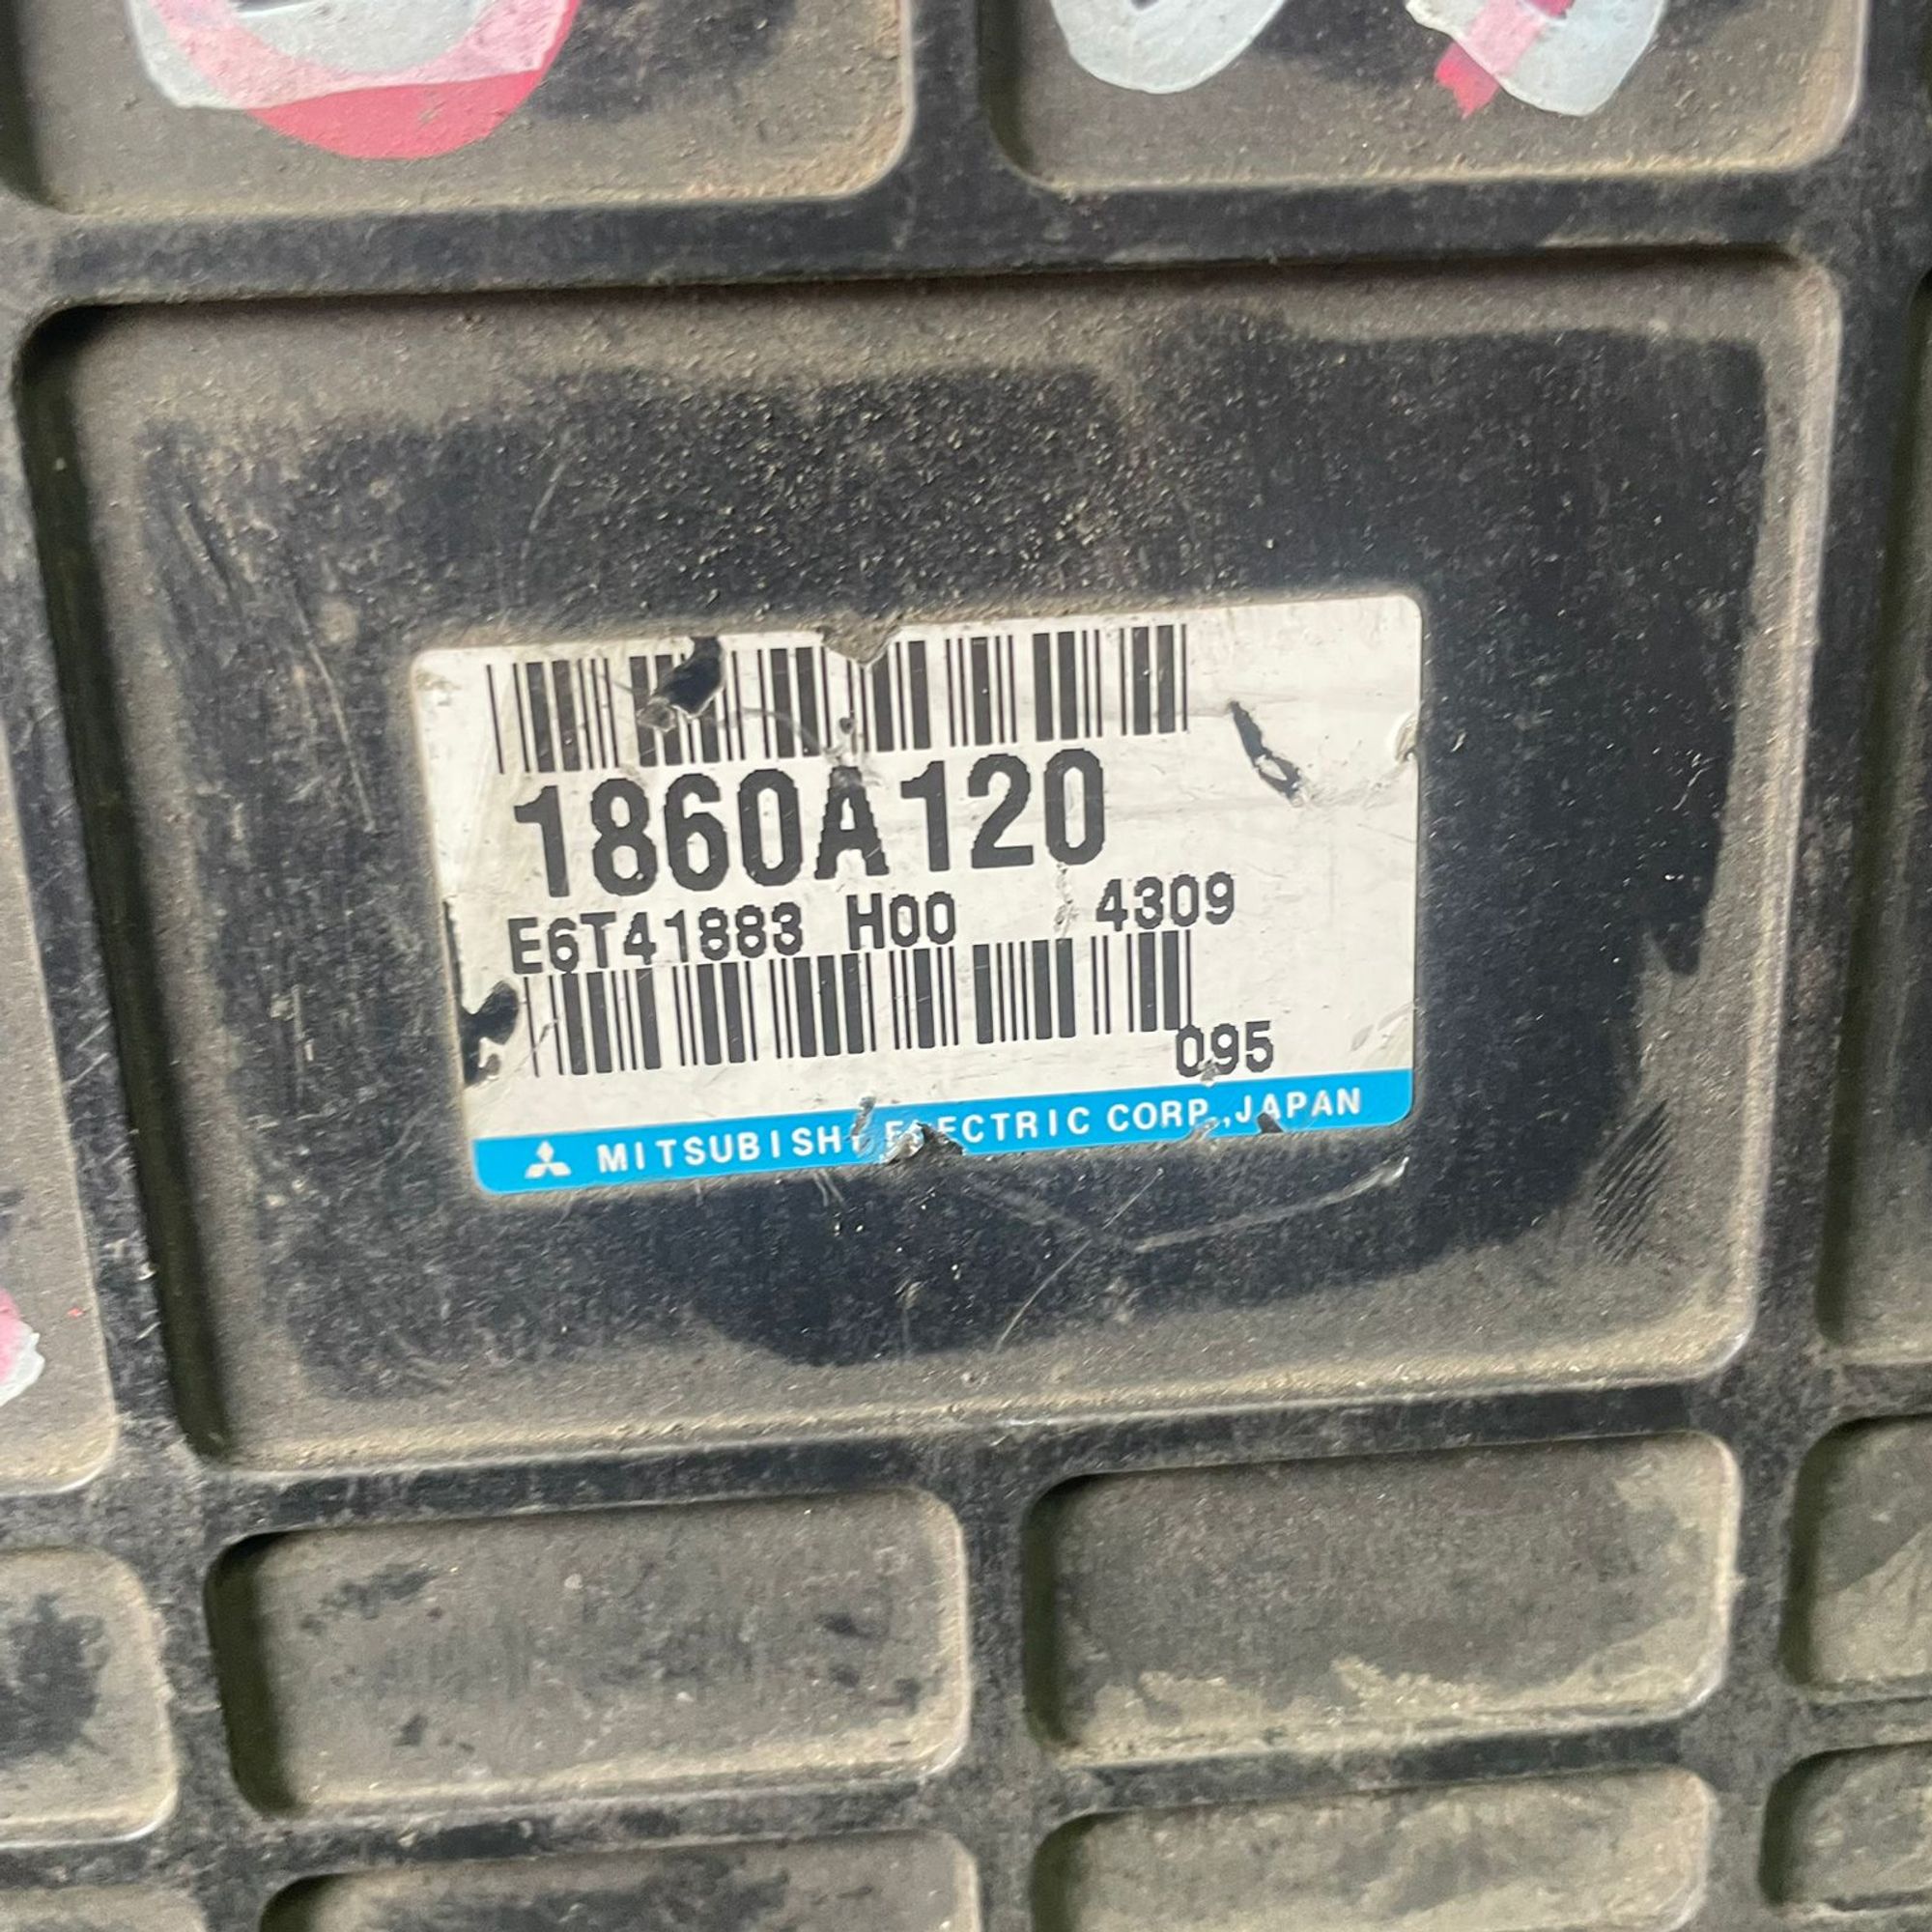 1860A120
E6T41883 H00 4309
095
MITSUBISHI ELECTRIC CORP.,JAPAN